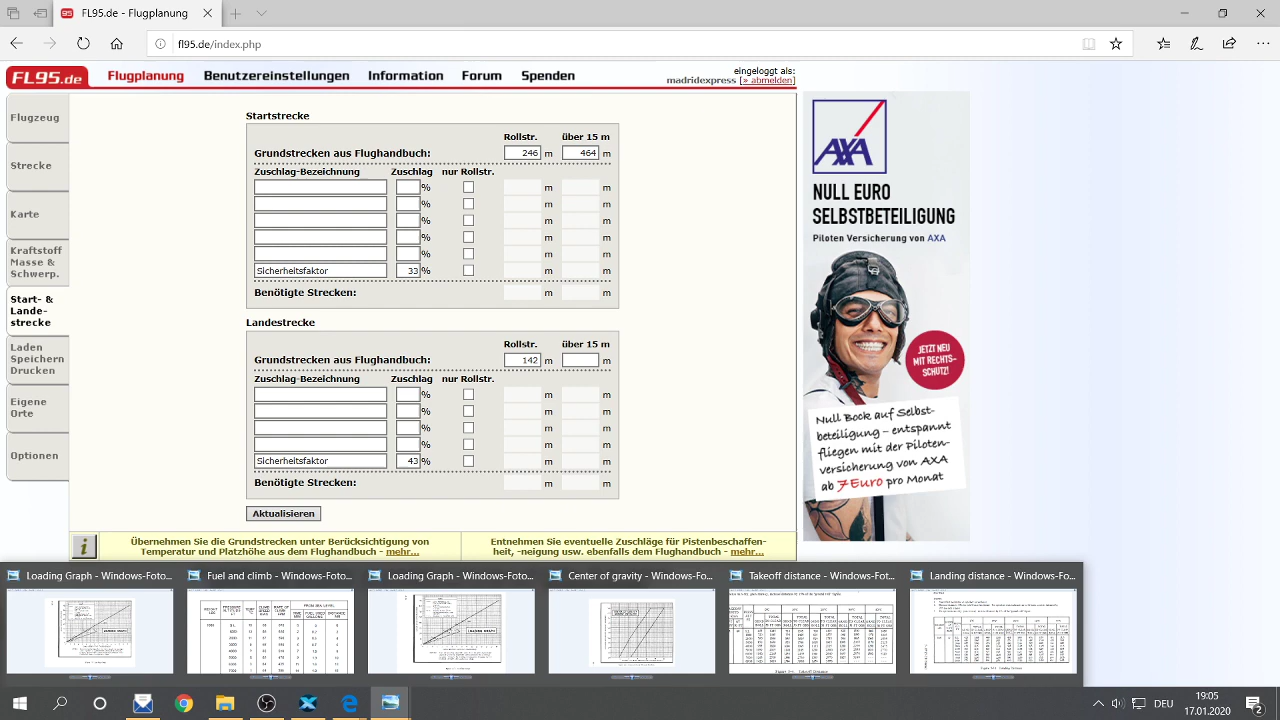 FL95.de - Flugplanung
fl95.de/index.php
FL95.de
Flugplanung
Benutzereinstellungen
Information
Forum
Spenden
eingeloggt als:
madridexpress [» abmelden]
Flugzeug
Strecke
Karte
Kraftstoff
Masse &
Schwerp.
Start- &
Lande-
strecke
Laden
Speichern
Drucken
Eigene
Orte
Optionen
Startstrecke
Rollstr. über 15 m
Grundstrecken aus Flughandbuch: 246 m 464 m
Zuschlag-Bezeichnung Zuschlag nur Rollstr.
% m m
% m m
% m m
% m m
% m m
Sicherheitsfaktor 33 % m m
Benötigte Strecken: m m
Landestrecke
Rollstr. über 15 m
Grundstrecken aus Flughandbuch: 142 m m
Zuschlag-Bezeichnung Zuschlag nur Rollstr.
% m m
% m m
% m m
% m m
Sicherheitsfaktor 43 % m m
Benötigte Strecken: m m
Aktualisieren
i
Übernehmen Sie die Grundstrecken unter Berücksichtigung von
Temperatur und Platzhöhe aus dem Flughandbuch - mehr...
Entnehmen Sie eventuelle Zuschläge für Pistenbeschaffen-
heit, -neigung usw. ebenfalls dem Flughandbuch - mehr...
AXA
NULL EURO
SELBSTBETEILIGUNG
Piloten Versicherung von AXA
JETZT NEU
MIT RECHTS-
SCHUTZ!
Null Bock auf Selbst-
beteiligung – entspannt
fliegen mit der Piloten-
versicherung von AXA
ab 7 Euro pro Monat
Loading Graph - Windows-Foto...
Fuel and climb - Windows-Foto...
Loading Graph - Windows-Foto...
Center of gravity - Windows-Fo...
Takeoff distance - Windows-Fot...
Landing distance - Windows-Fo...
DEU
19:05
17.01.2020
2